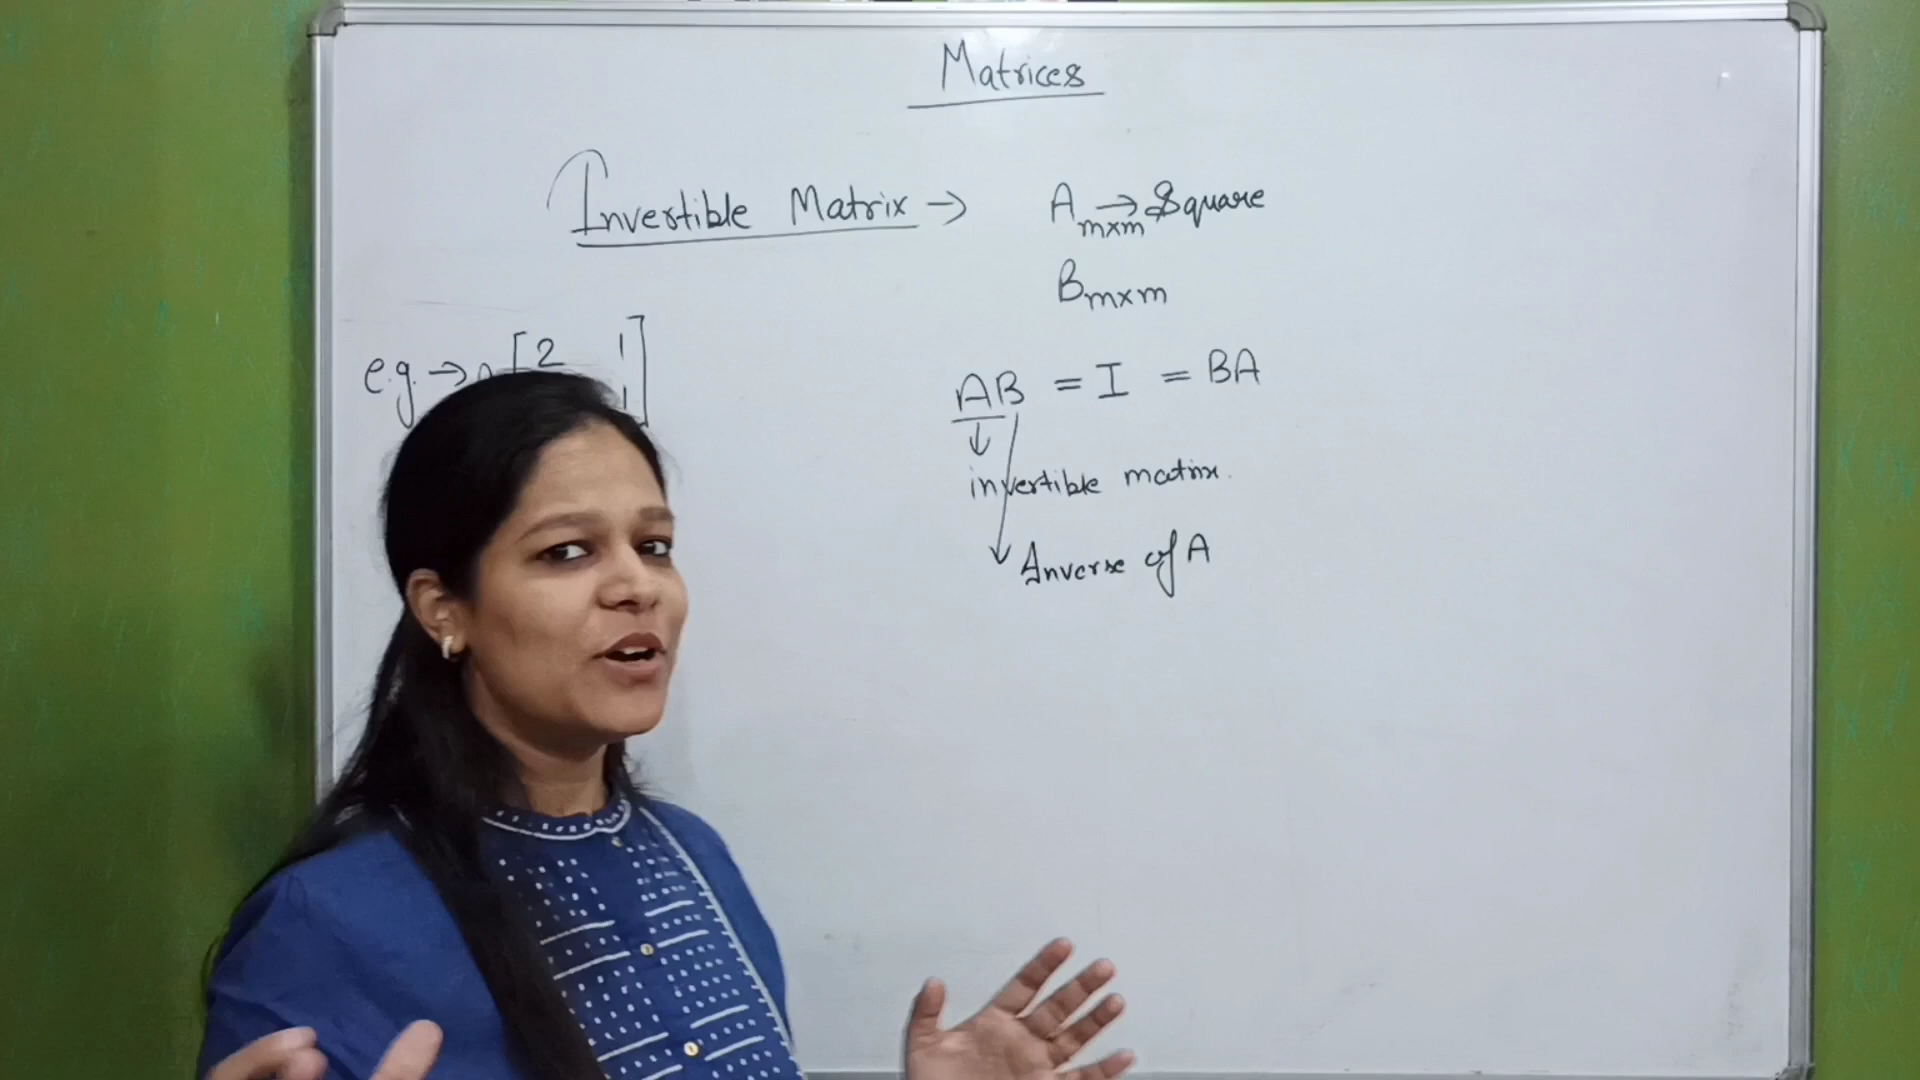 Matrices
Invertible Matrix → A m×m → Square
B m×m
e.g. → [2 1
1]
AB = I = BA
↓
invertible matrix.
Inverse of A